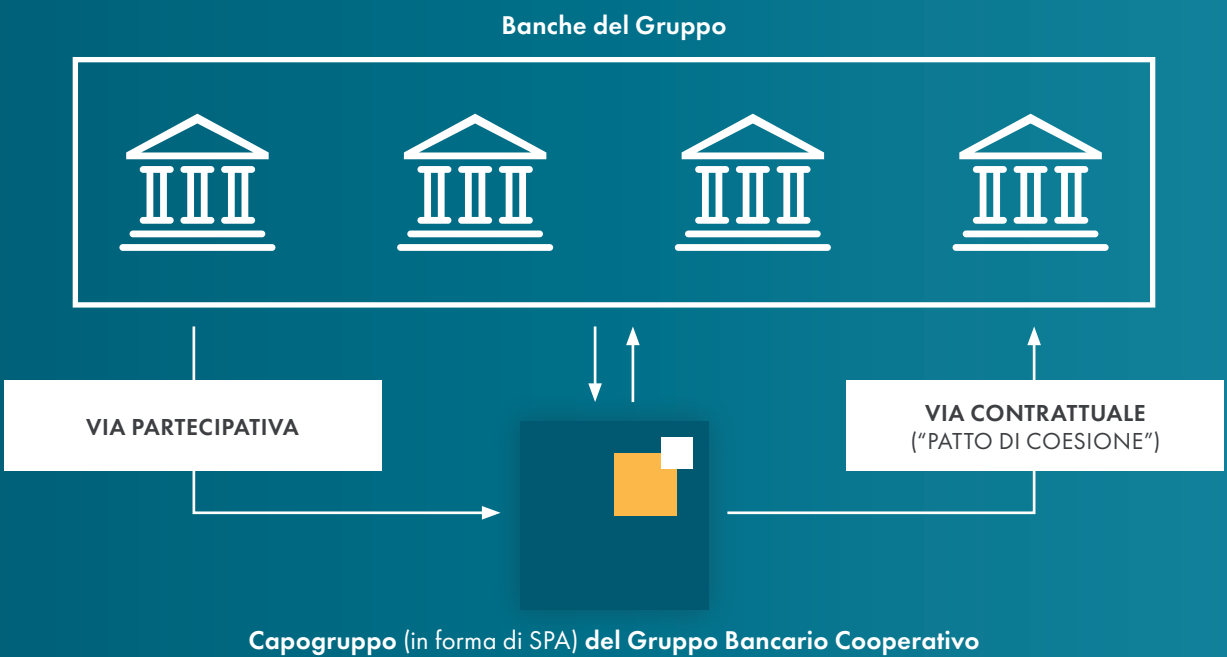 Banche del Gruppo
VIA PARTECIPATIVA
VIA CONTRATTUALE
(“PATTO DI COESIONE”)
Capogruppo (in forma di SPA) del Gruppo Bancario Cooperativo